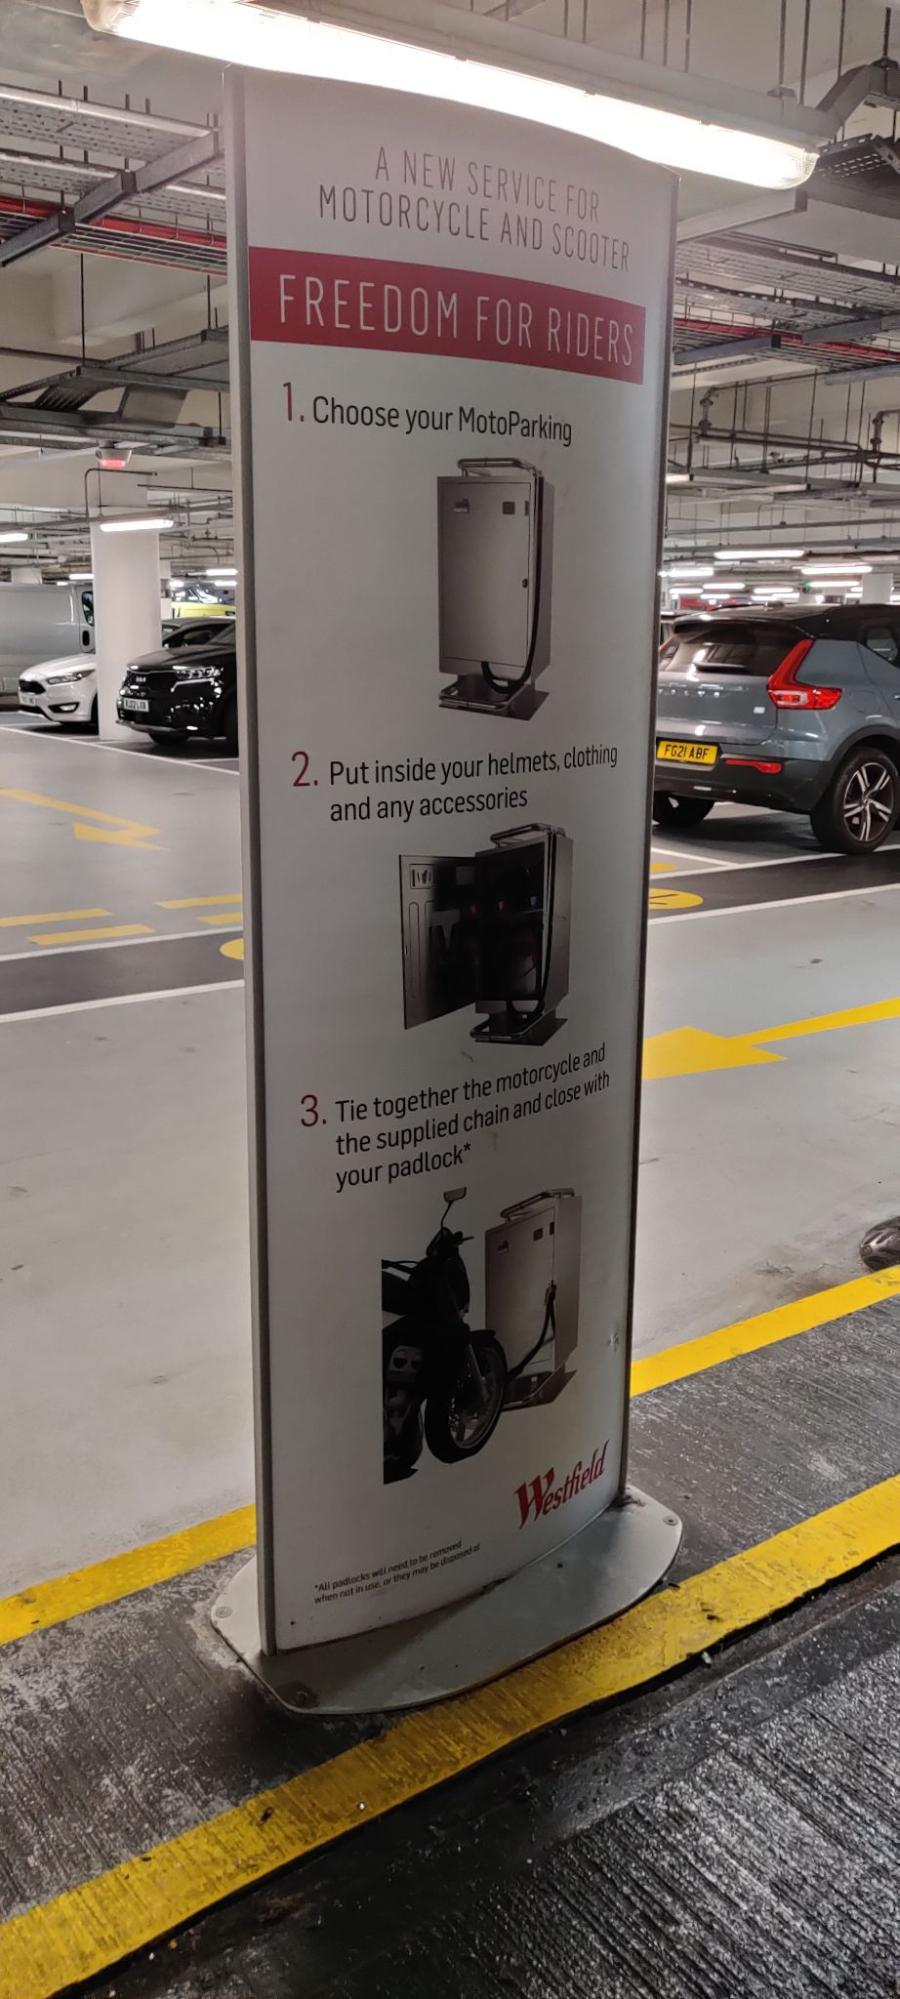 A NEW SERVICE FOR
MOTORCYCLE AND SCOOTER
FREEDOM FOR RIDERS
1. Choose your MotoParking
2. Put inside your helmets, clothing
and any accessories
3. Tie together the motorcycle and
the supplied chain and close with
your padlock*
Westfield
*All padlocks will need to be removed
when not in use, or they may be disposed of
FG21 ABF